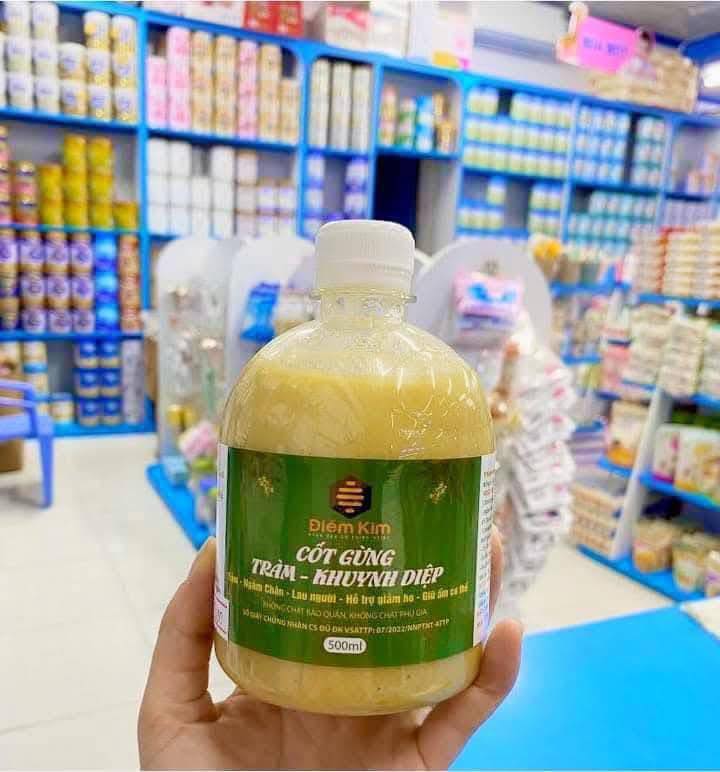 Điểm Kim
CỐT GỪNG
TRÀM - KHUYNH DIỆP
- Ngâm Chân - Lau người - Hỗ trợ giảm ho - Giữ ấm cơ thể
KHÔNG CHẤT BẢO QUẢN, KHÔNG CHẤT PHỤ GIA
SỐ GIẤY CHỨNG NHẬN CS ĐỦ ĐK VSATTP: 07/2022/NNPTNT-4719
500ml